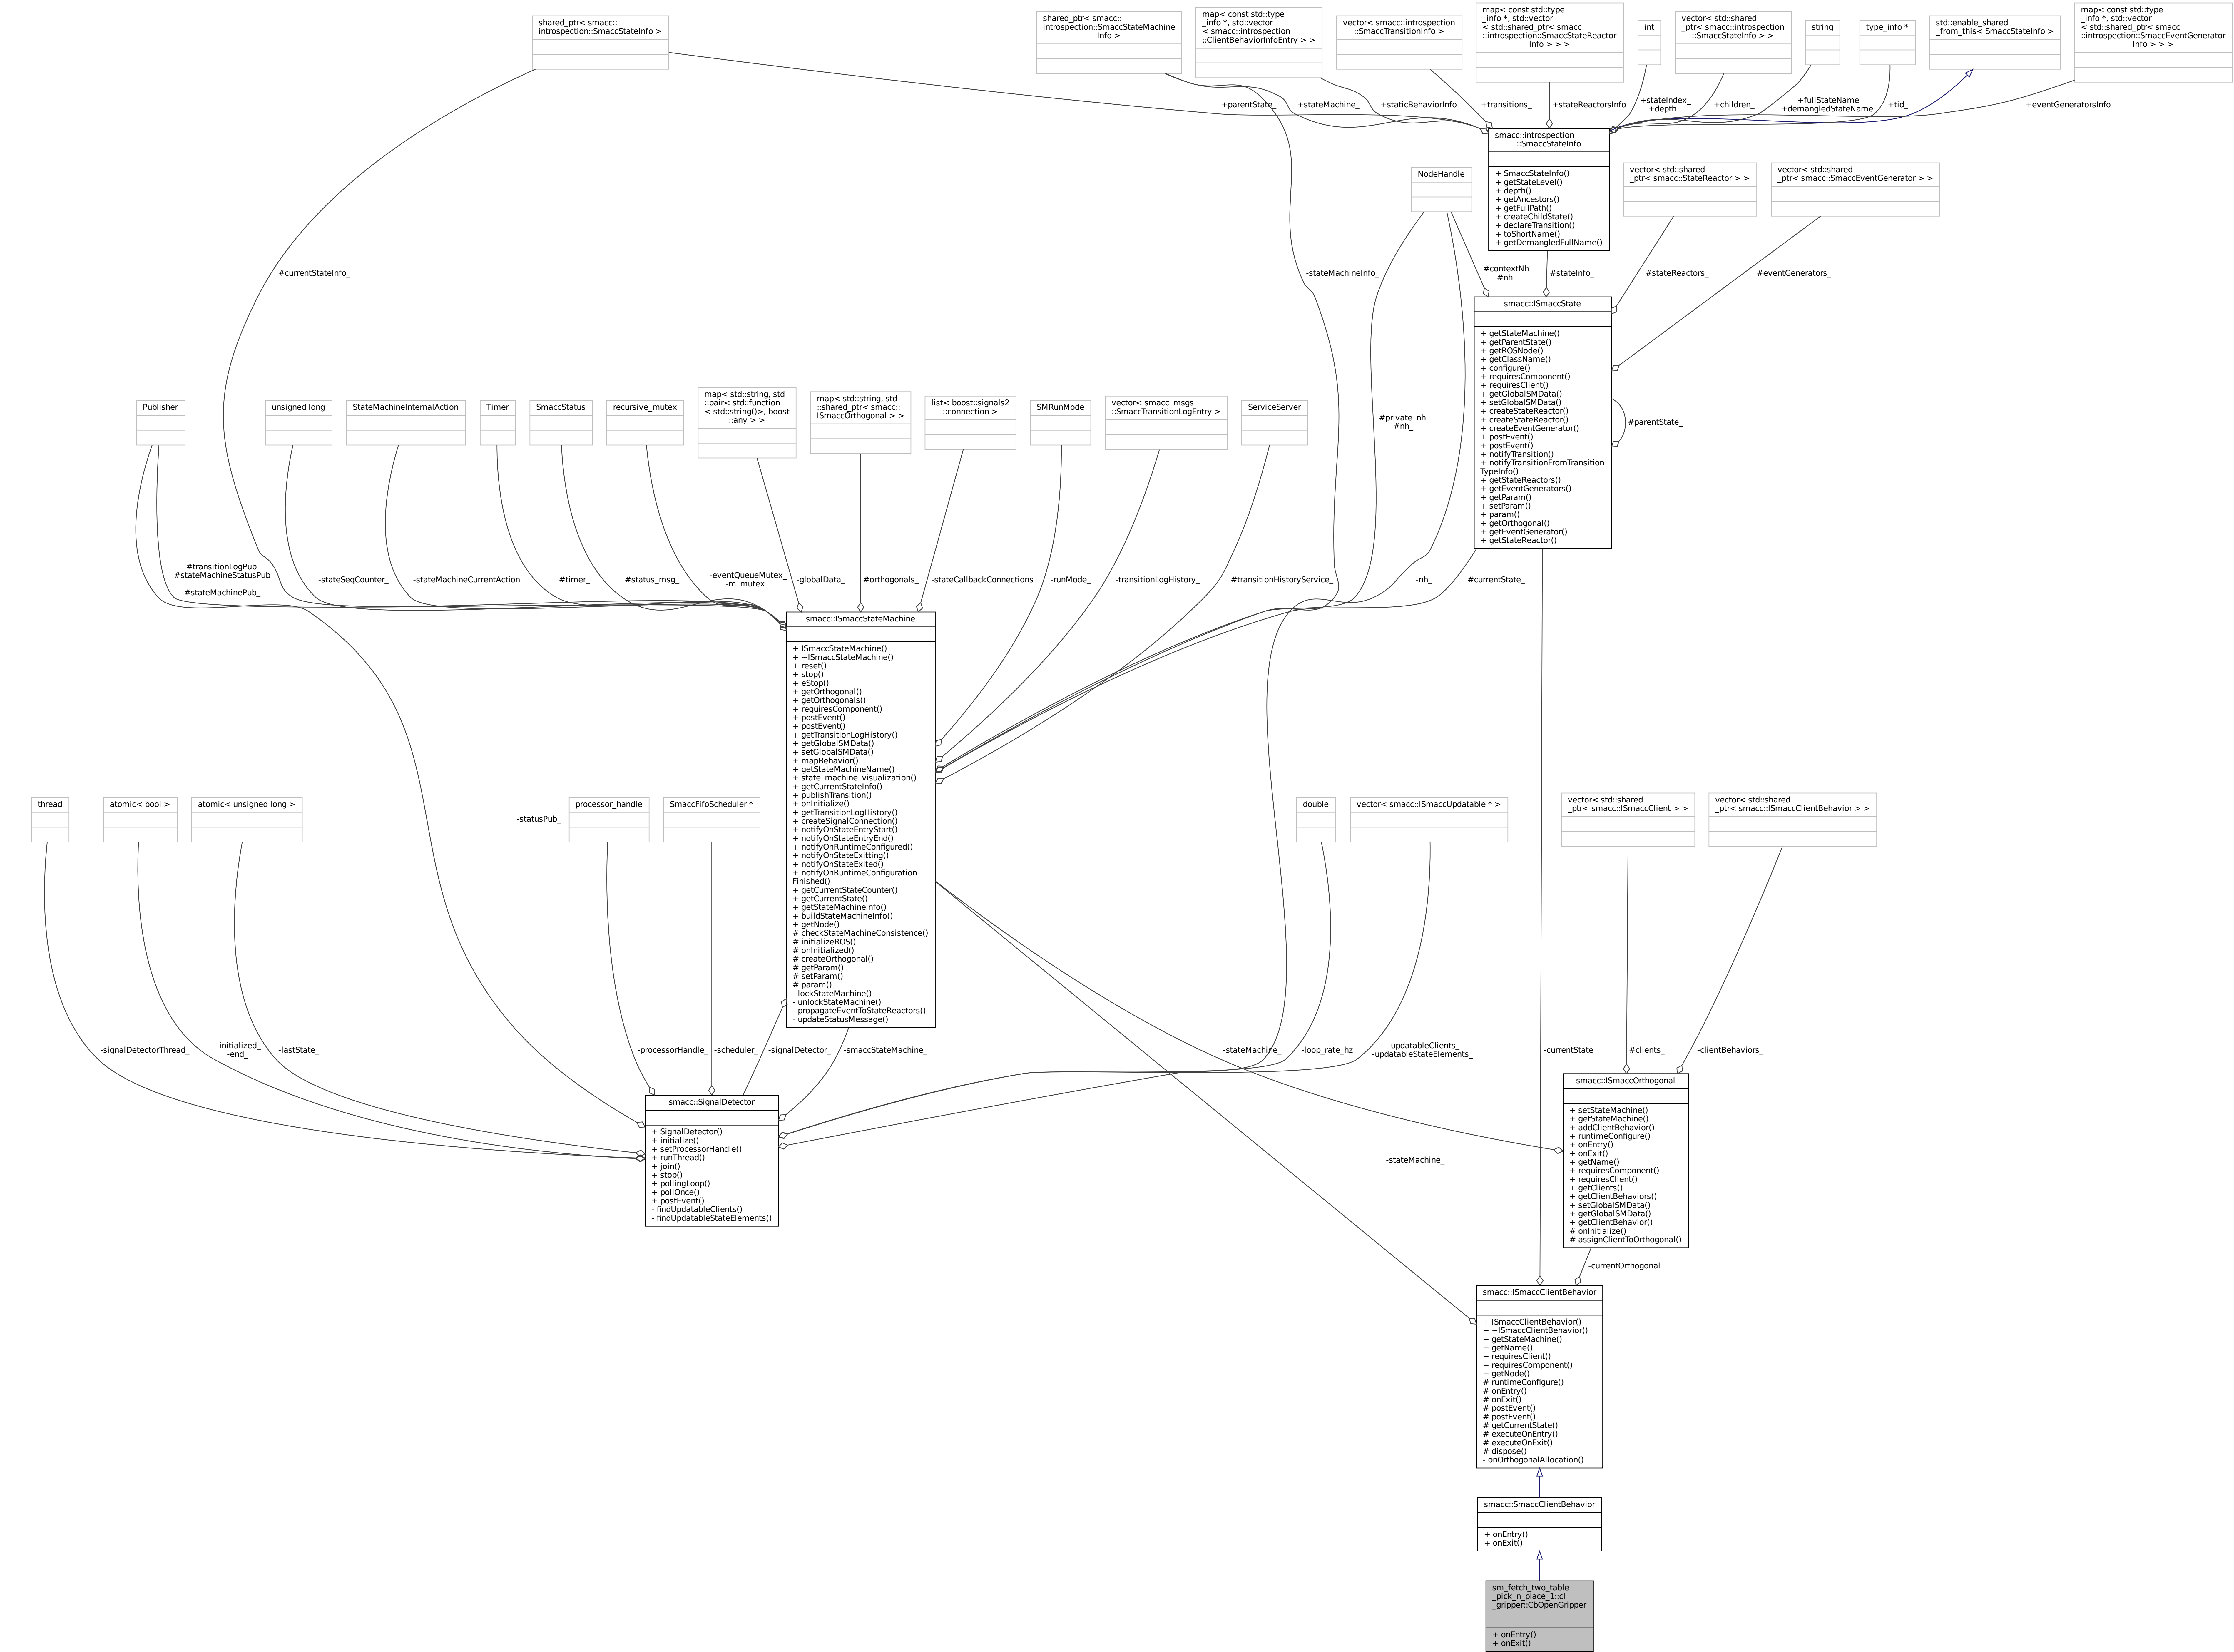 shared_ptr< smacc::
introspection::SmaccStateInfo >
shared_ptr< smacc::
introspection::SmaccStateMachine
Info >
map< const std::type
_info *, std::vector
< smacc::introspection
::ClientBehaviorInfoEntry > >
vector< smacc::introspection
::SmaccTransitionInfo >
map< const std::type
_info *, std::vector
< std::shared_ptr< smacc
::introspection::SmaccStateReactor
Info > > >
int
vector< std::shared
_ptr< smacc::introspection
::SmaccStateInfo > >
string
type_info *
std::enable_shared
_from_this< SmaccStateInfo >
map< const std::type
_info *, std::vector
< std::shared_ptr< smacc
::introspection::SmaccEventGenerator
Info > > >
+parentState_
+stateMachine_
+staticBehaviorInfo
+transitions_
+stateReactorsInfo
+stateIndex_
+depth_
+children_
+fullStateName
+demangledStateName
+tid_
+eventGeneratorsInfo
smacc::introspection
::SmaccStateInfo
+ SmaccStateInfo()
+ getStateLevel()
+ depth()
+ getAncestors()
+ getFullPath()
+ createChildState()
+ declareTransition()
+ toShortName()
+ getDemangledFullName()
NodeHandle
vector< std::shared
_ptr< smacc::StateReactor > >
vector< std::shared
_ptr< smacc::SmaccEventGenerator > >
#currentStateInfo_
-stateMachineInfo_
#contextNh
#nh
#stateInfo_
#stateReactors_
#eventGenerators_
smacc::ISmaccState
+ getStateMachine()
+ getParentState()
+ getROSNode()
+ getClassName()
+ configure()
+ requiresComponent()
+ requiresClient()
+ getGlobalSMData()
+ setGlobalSMData()
+ createStateReactor()
+ createStateReactor()
+ createEventGenerator()
+ postEvent()
+ postEvent()
+ notifyTransition()
+ notifyTransitionFromTransition
TypeInfo()
+ getStateReactors()
+ getEventGenerators()
+ getParam()
+ setParam()
+ param()
+ getOrthogonal()
+ getEventGenerator()
+ getStateReactor()
#parentState_
Publisher
unsigned long
StateMachineInternalAction
Timer
SmaccStatus
recursive_mutex
map< std::string, std
::pair< std::function
< std::string()>, boost
::any > >
map< std::string, std
::shared_ptr< smacc::
ISmaccOrthogonal > >
list< boost::signals2
::connection >
SMRunMode
vector< smacc_msgs
::SmaccTransitionLogEntry >
ServiceServer
#private_nh_
#nh_
#transitionLogPub_
#stateMachineStatusPub
_
#stateMachinePub_
-stateSeqCounter_
-stateMachineCurrentAction
#timer_
#status_msg_
-eventQueueMutex_
-m_mutex_
-globalData_
#orthogonals_
-stateCallbackConnections
-runMode_
-transitionLogHistory_
#transitionHistoryService_
-nh_
#currentState_
smacc::ISmaccStateMachine
+ ISmaccStateMachine()
+ ~ISmaccStateMachine()
+ reset()
+ stop()
+ eStop()
+ getOrthogonal()
+ getOrthogonals()
+ requiresComponent()
+ postEvent()
+ postEvent()
+ getTransitionLogHistory()
+ getGlobalSMData()
+ setGlobalSMData()
+ mapBehavior()
+ getStateMachineName()
+ state_machine_visualization()
+ getCurrentStateInfo()
+ publishTransition()
+ onInitialize()
+ getTransitionLogHistory()
+ createSignalConnection()
+ notifyOnStateEntryStart()
+ notifyOnStateEntryEnd()
+ notifyOnRuntimeConfigured()
+ notifyOnStateExitting()
+ notifyOnStateExited()
+ notifyOnRuntimeConfiguration
Finished()
+ getCurrentStateCounter()
+ getCurrentState()
+ getStateMachineInfo()
+ buildStateMachineInfo()
+ getNode()
# checkStateMachineConsistence()
# initializeROS()
# onInitialized()
# createOrthogonal()
# getParam()
# setParam()
# param()
- lockStateMachine()
- unlockStateMachine()
- propagateEventToStateReactors()
- updateStatusMessage()
thread
atomic< bool >
atomic< unsigned long >
-statusPub_
processor_handle
SmaccFifoScheduler *
double
vector< smacc::ISmaccUpdatable * >
vector< std::shared
_ptr< smacc::ISmaccClient > >
vector< std::shared
_ptr< smacc::ISmaccClientBehavior > >
-signalDetectorThread_
-initialized_
-end_
-lastState_
-processorHandle_
-scheduler_
-signalDetector_
-smaccStateMachine_
-stateMachine_
-loop_rate_hz
-updatableClients_
-updatableStateElements_
-currentState
#clients_
-clientBehaviors_
smacc::SignalDetector
+ SignalDetector()
+ initialize()
+ setProcessorHandle()
+ runThread()
+ join()
+ stop()
+ pollingLoop()
+ pollOnce()
+ postEvent()
- findUpdatableClients()
- findUpdatableStateElements()
-stateMachine_
smacc::ISmaccOrthogonal
+ setStateMachine()
+ getStateMachine()
+ addClientBehavior()
+ runtimeConfigure()
+ onEntry()
+ onExit()
+ getName()
+ requiresComponent()
+ requiresClient()
+ getClients()
+ getClientBehaviors()
+ setGlobalSMData()
+ getGlobalSMData()
+ getClientBehavior()
# onInitialize()
# assignClientToOrthogonal()
-currentOrthogonal
smacc::ISmaccClientBehavior
+ ISmaccClientBehavior()
+ ~ISmaccClientBehavior()
+ getStateMachine()
+ getName()
+ requiresClient()
+ requiresComponent()
+ getNode()
# runtimeConfigure()
# onEntry()
# onExit()
# postEvent()
# postEvent()
# getCurrentState()
# executeOnEntry()
# executeOnExit()
# dispose()
- onOrthogonalAllocation()
smacc::SmaccClientBehavior
+ onEntry()
+ onExit()
sm_fetch_two_table
_pick_n_place_1::cl
_gripper::CbOpenGripper
+ onEntry()
+ onExit()